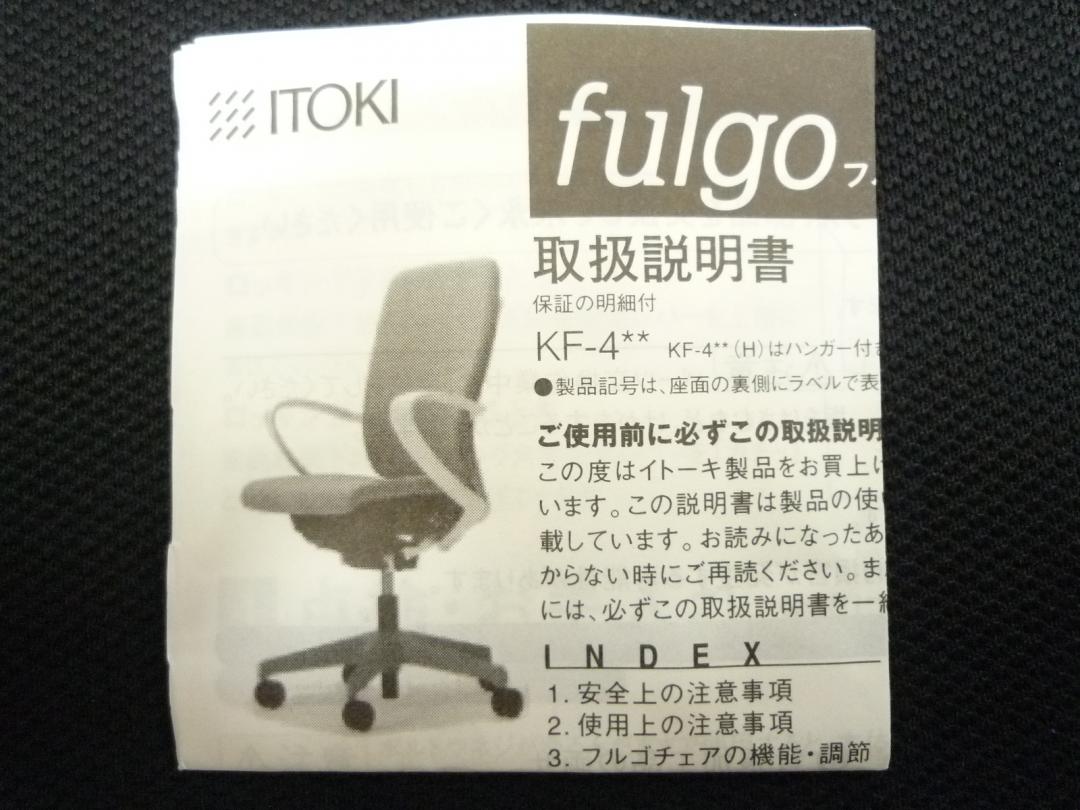 ITOKI
fulgo フ
取扱説明書
保証の明細付
KF-4** KF-4**(H)はハンガー付
●製品記号は、座面の裏側にラベルで表
ご使用前に必ずこの取扱説明
この度はイトーキ製品をお買上
います。この説明書は製品の使
載しています。お読みになったあ
からない時にご再読ください。ま
には、必ずこの取扱説明書を一
INDEX
1. 安全上の注意事項
2. 使用上の注意事項
3. フルゴチェアの機能・調節